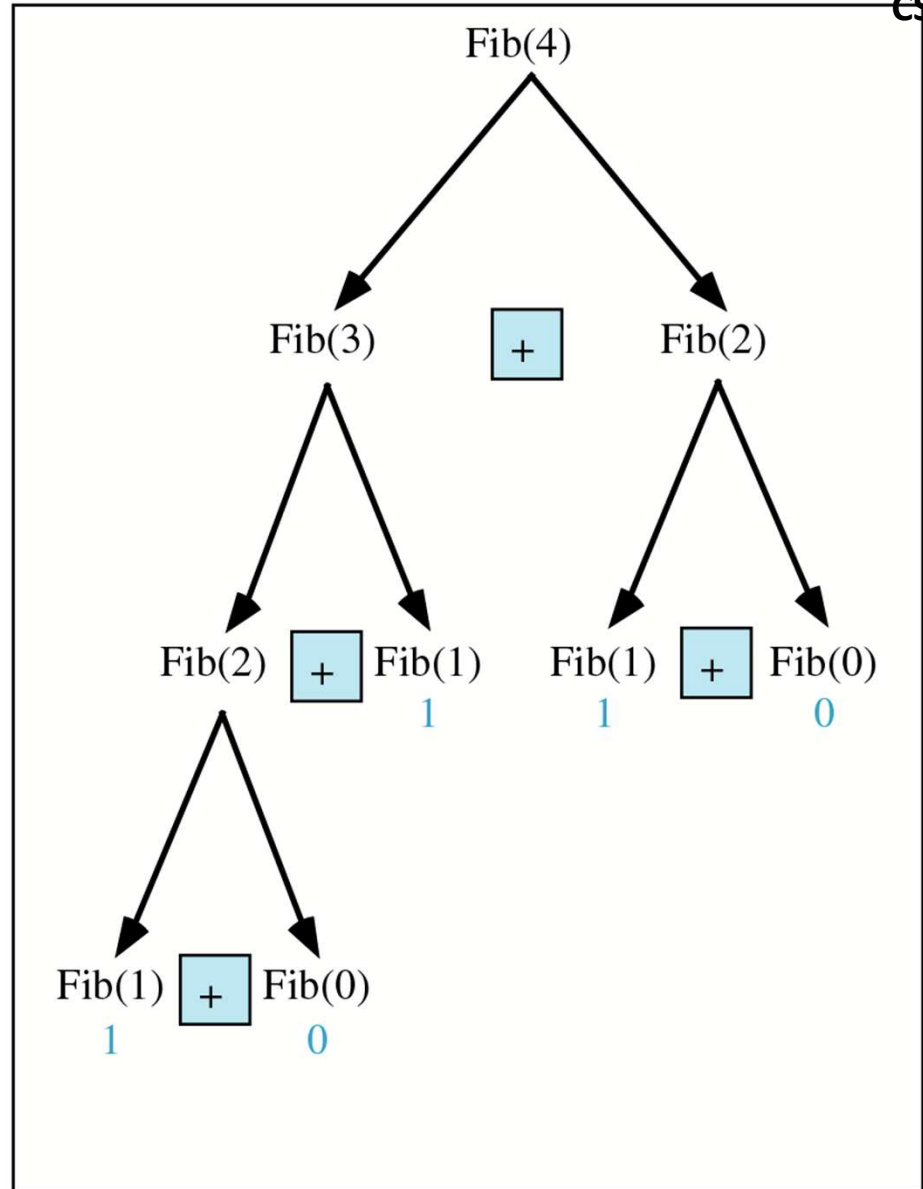 Fib(4)
Fib(3) + Fib(2)
Fib(2) + Fib(1) Fib(1) + Fib(0)
1 1 0
Fib(1) + Fib(0)
1 0